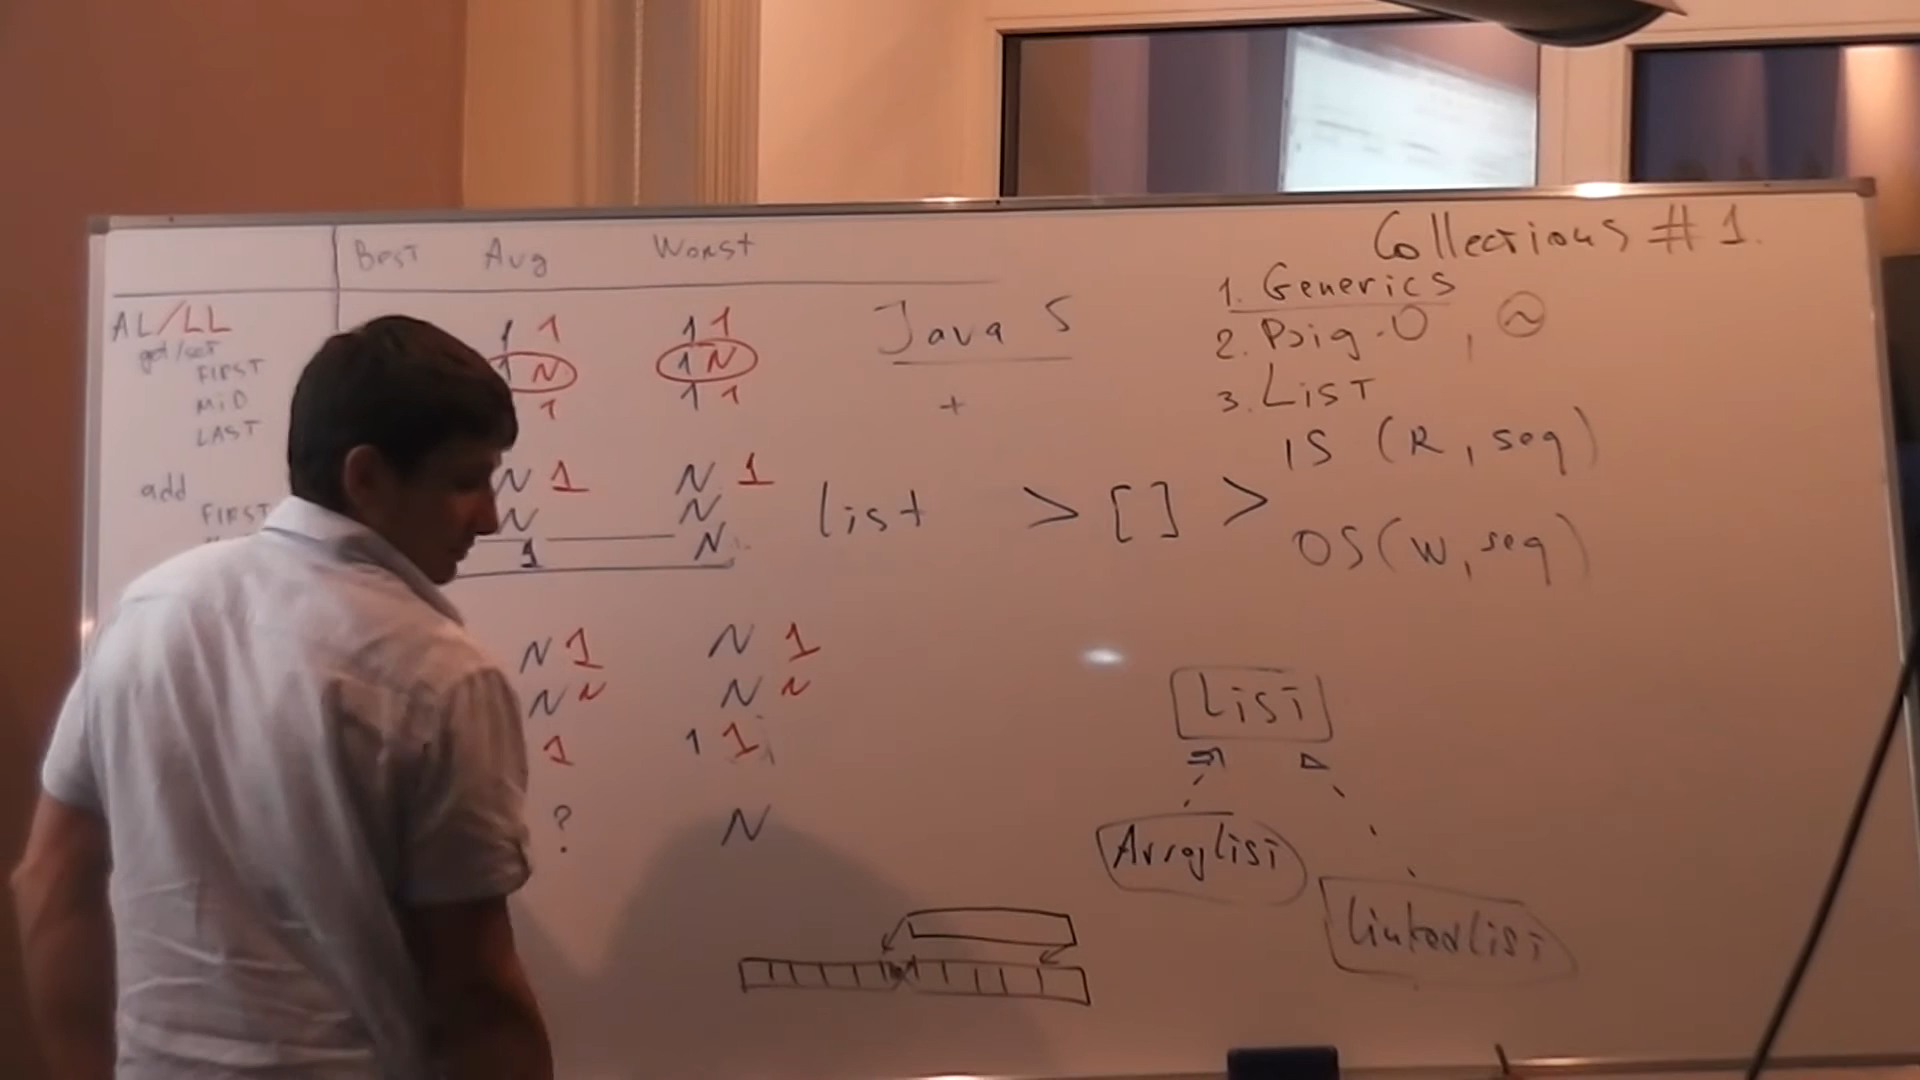 Best Avg Worst
AL/LL
get/set 1 1 1 1
FIRST 1 N 1 N
MID 1 1 1
LAST
add N 1 N 1
FIRST N N
1 N
N 1 N 1
N N N N
1 1 1
? N
Java 5
+
list > [] >
Collections #1.
1. Generics
2. Big-O, ~
3. List
IS (R, seq)
OS (W, seq)
List
ArrayList
LinkedList